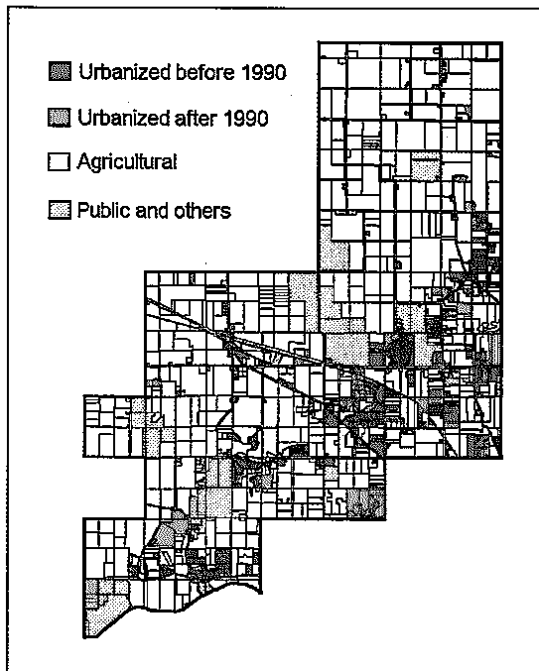 Urbanized before 1990
Urbanized after 1990
Agricultural
Public and others